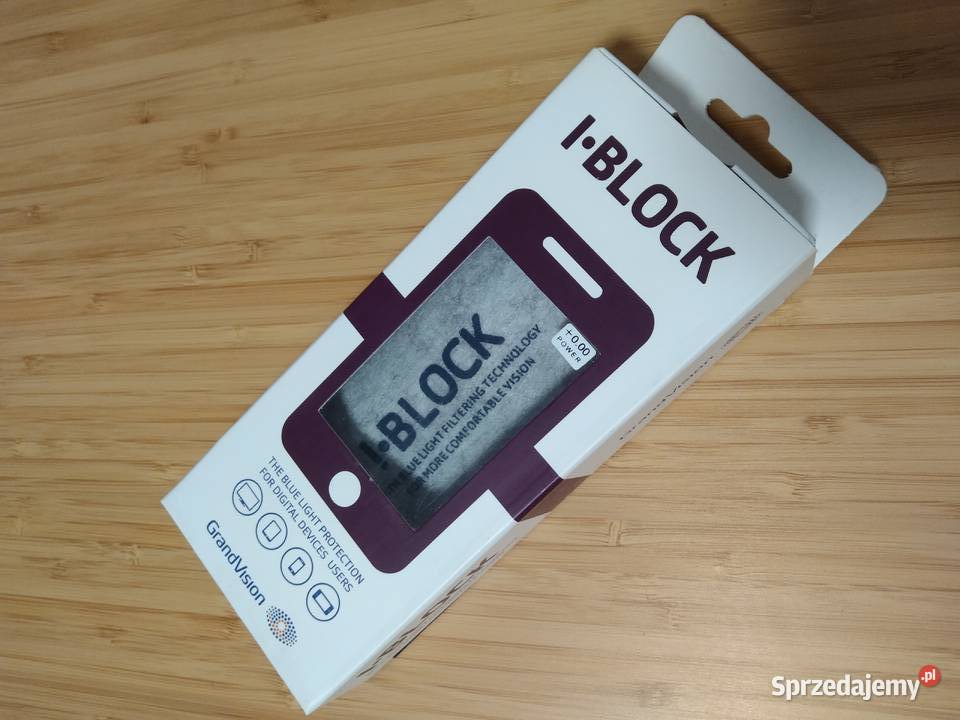 I·BLOCK
+0.00
POWER
I·BLOCK
BLUE LIGHT FILTERING TECHNOLOGY
FOR MORE COMFORTABLE VISION
THE BLUE LIGHT PROTECTION
FOR DIGITAL DEVICES USERS
GrandVision
GrandVision
Sprzedajemy.pl